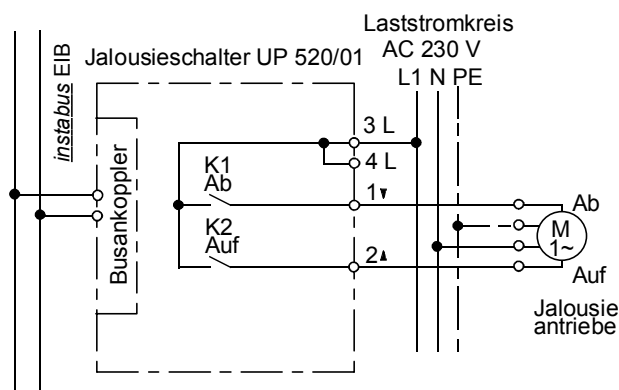 Laststromkreis
AC 230 V
L1 N PE
Jalousieschalter UP 520/01
instabus EIB
Busankoppler
3 L
4 L
K1
Ab
1▼
K2
Auf
2▲
Ab
M
1~
Auf
Jalousie
antriebe